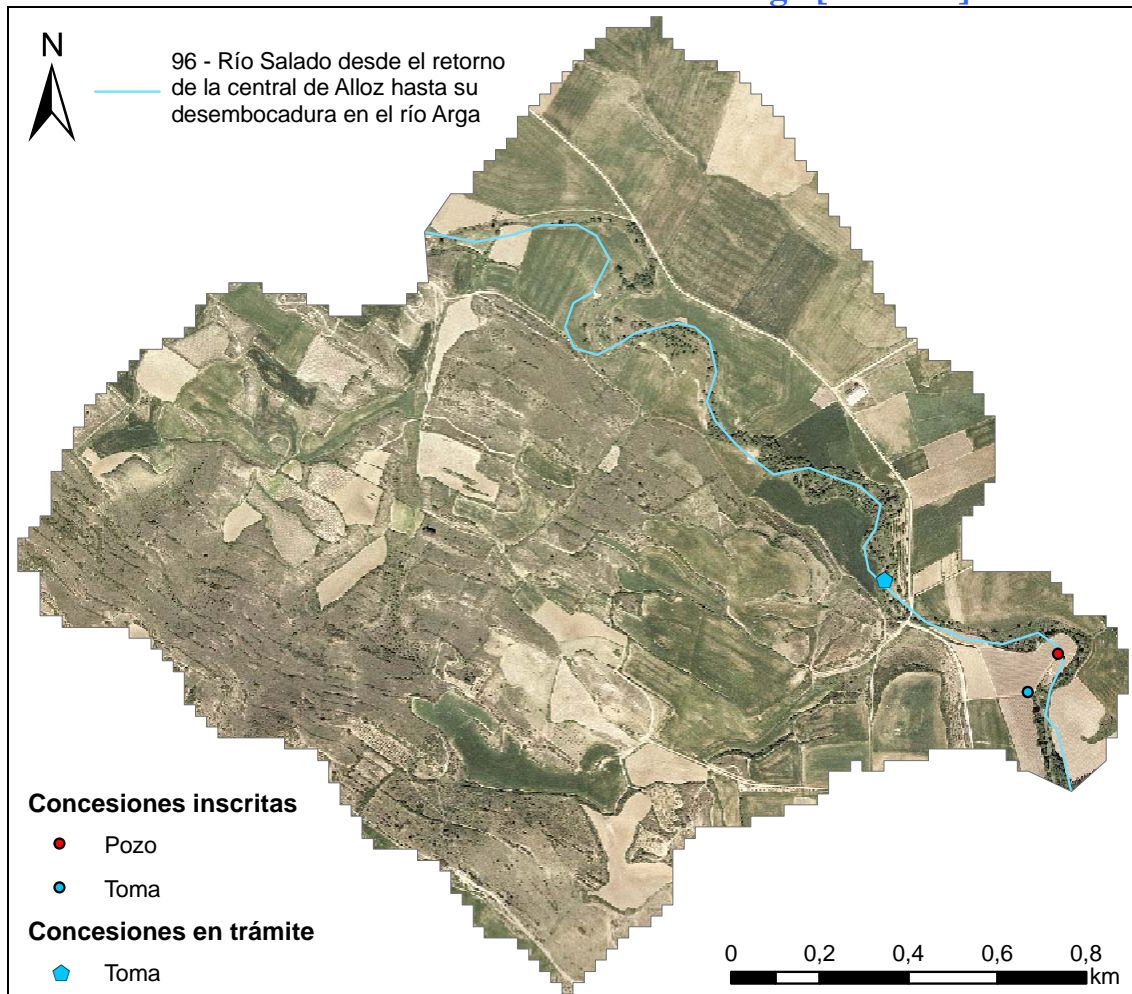 N
96 - Río Salado desde el retorno
de la central de Alloz hasta su
desembocadura en el río Arga
Concesiones inscritas
Pozo
Toma
Concesiones en trámite
Toma
0 0,2 0,4 0,6 0,8
km